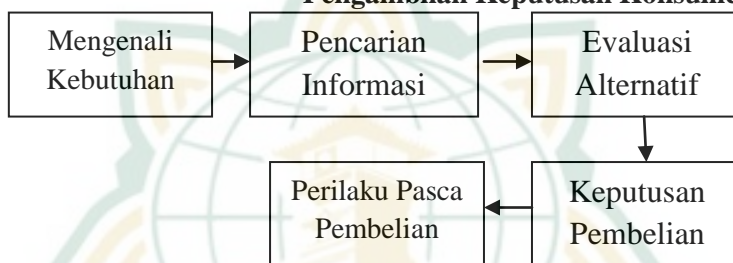 Pengambilan Keputusan Konsume
Mengenali
Kebutuhan
Pencarian
Informasi
Evaluasi
Alternatif
Keputusan
Pembelian
Perilaku Pasca
Pembelian